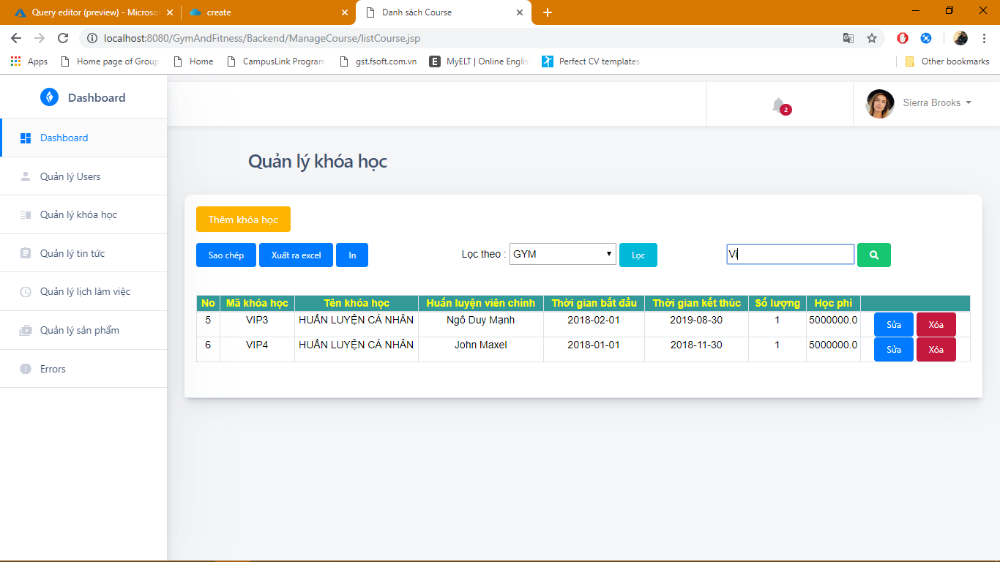 Query editor (preview) - Microso
create
Danah sách Course
localhost:8080/GymAndFitness/Backend/ManageCourse/listCourse.jsp
Apps
Home page of Group
Home
CampusLink Program
gst.fsoft.com.vn
E
MyELT | Online Englis
Perfect CV templates
Other bookmarks
Dashboard
2
Sierra Brooks
Dashboard
Quản lý Users
Quản lý khóa học
Quản lý tin tức
Quản lý lịch làm việc
Quản lý sản phẩm
Errors
Quản lý khóa học
Thêm khóa học
Sao chép Xuất ra excel In Lọc theo : GYM Lọc Vi
No Mã khóa học Tên khóa học Huấn luyện viên chính Thời gian bắt đầu Thời gian kết thúc Số lượng Học phí
5 VIP3 HUẤN LUYỆN CÁ NHÂN Ngô Duy Mạnh 2018-02-01 2019-08-30 1 5000000.0 Sửa Xóa
6 VIP4 HUẤN LUYỆN CÁ NHÂN John Maxel 2018-01-01 2018-11-30 1 5000000.0 Sửa Xóa